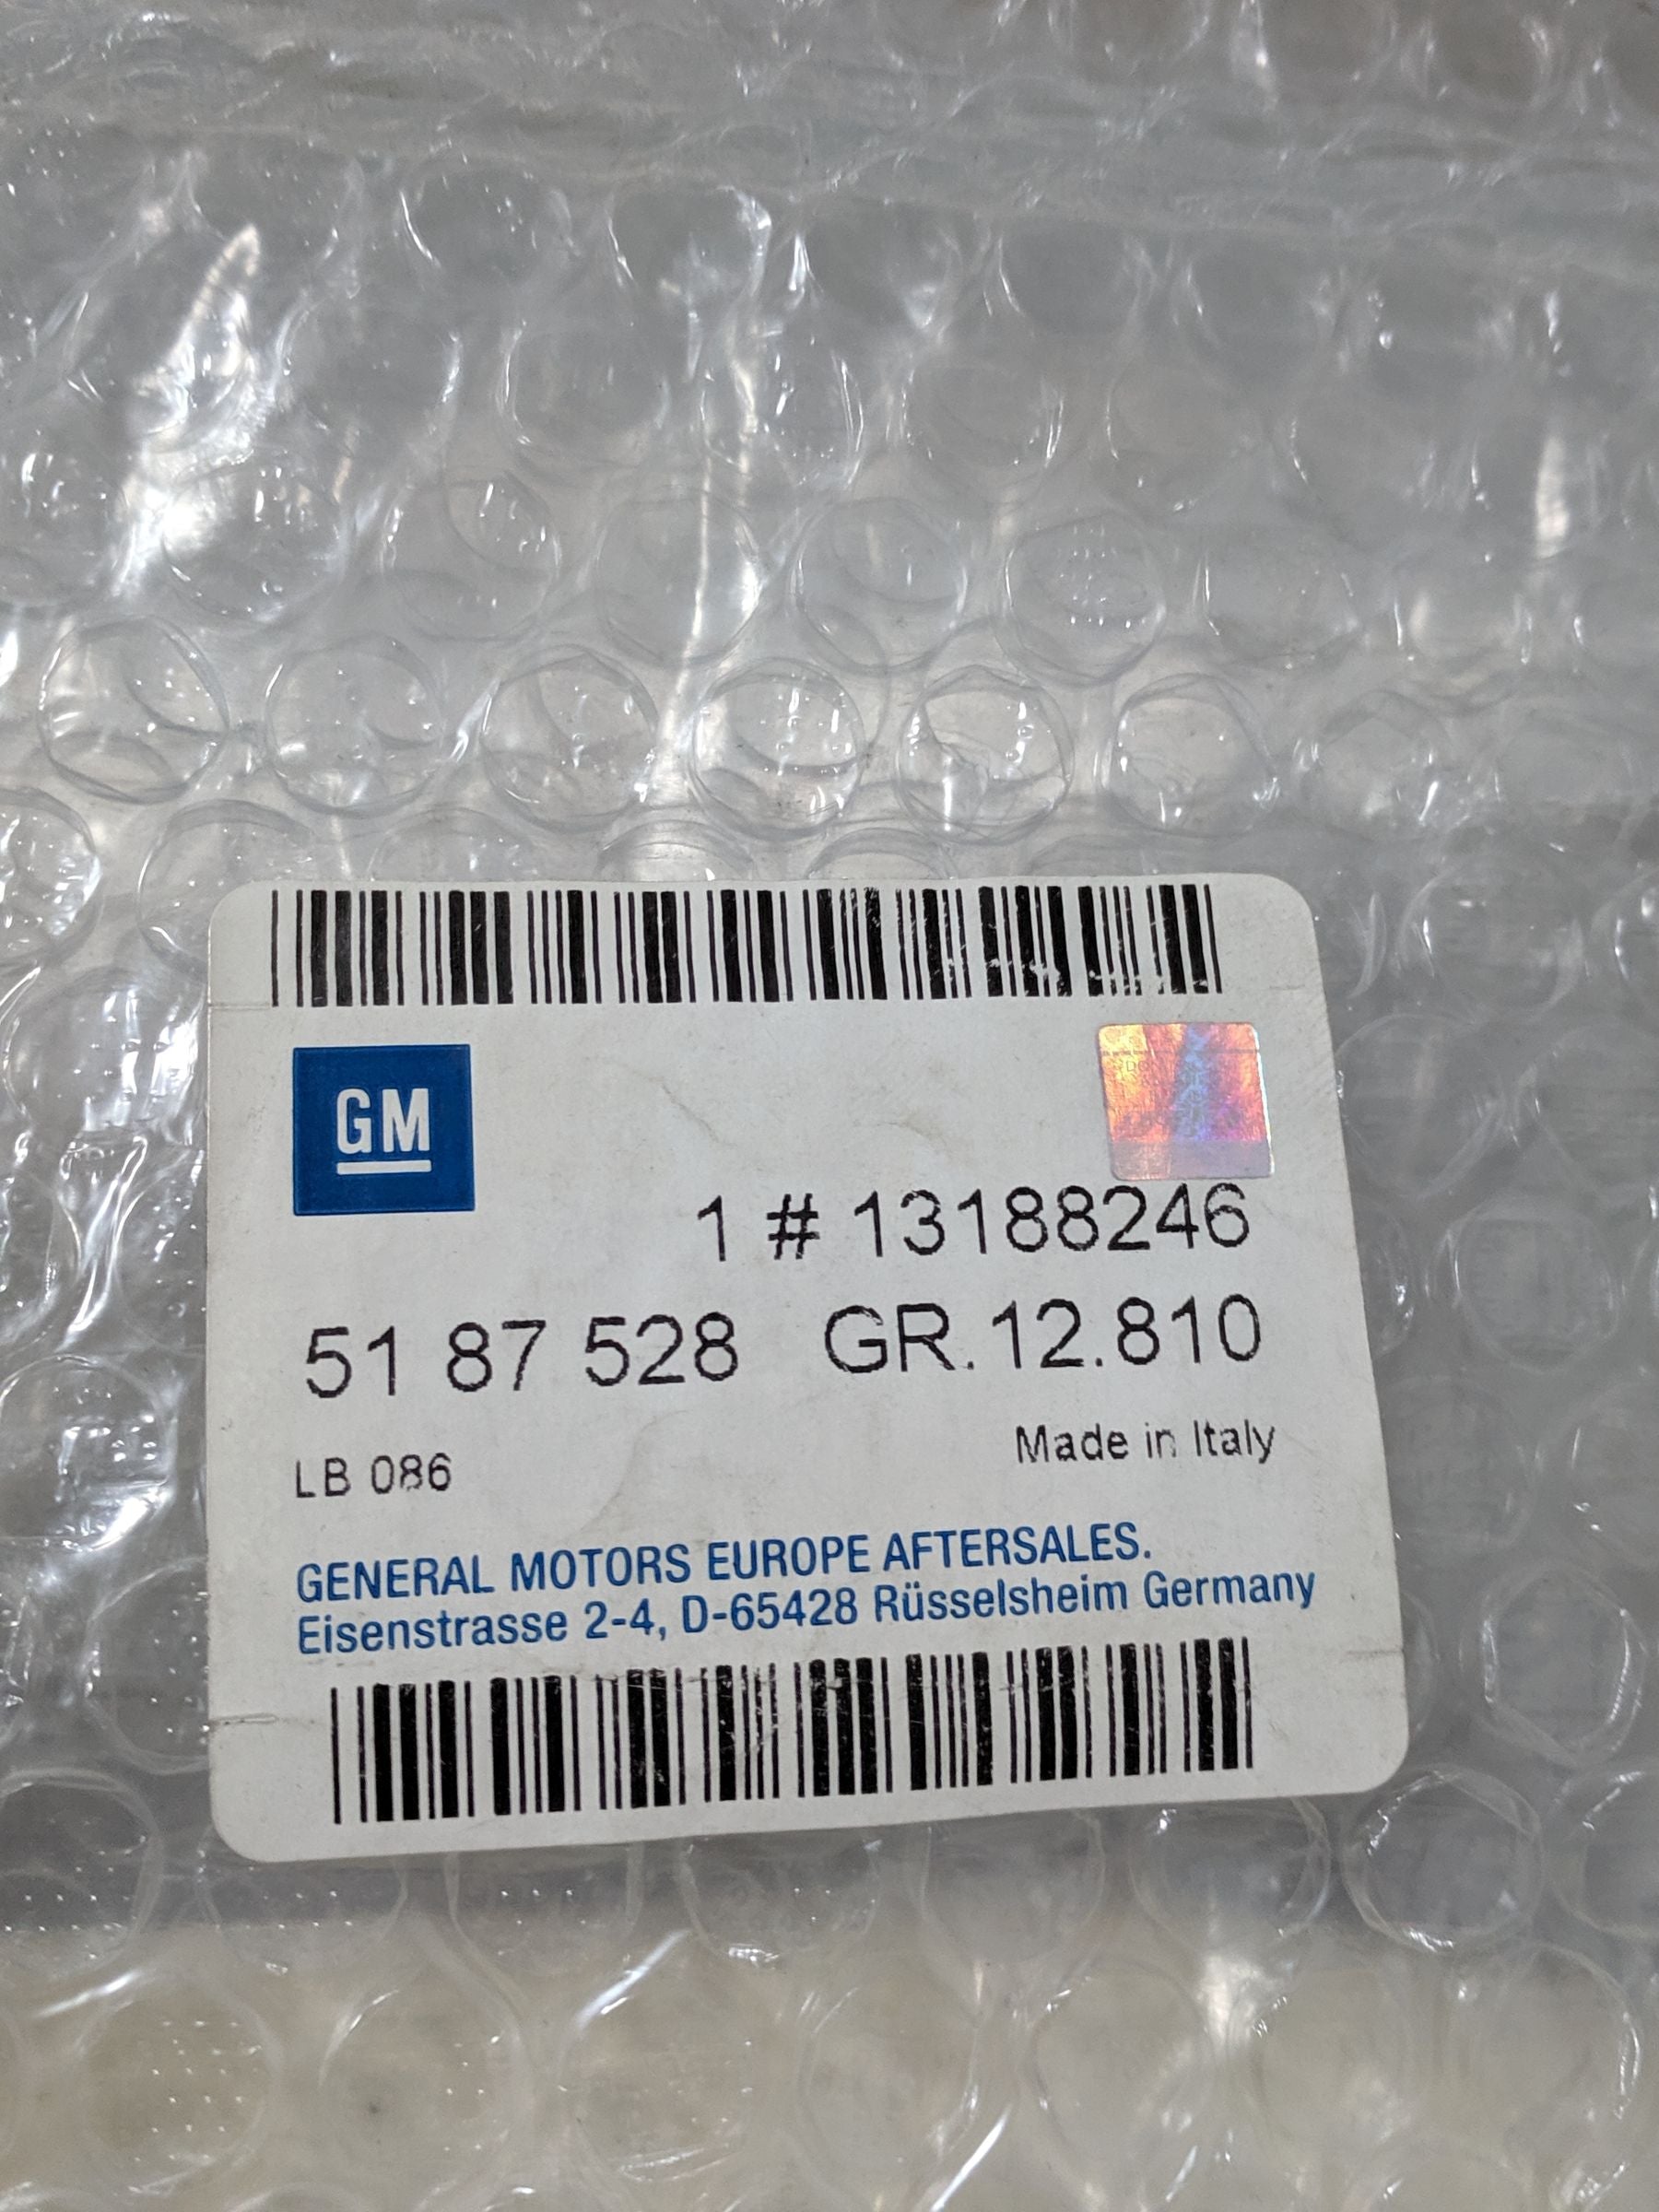 GM
1 # 13188246
51 87 528 GR. 12.810
Made in Italy
LB 086
GENERAL MOTORS EUROPE AFTERSALES.
Eisenstrasse 2-4, D-65428 Rüsselsheim Germany